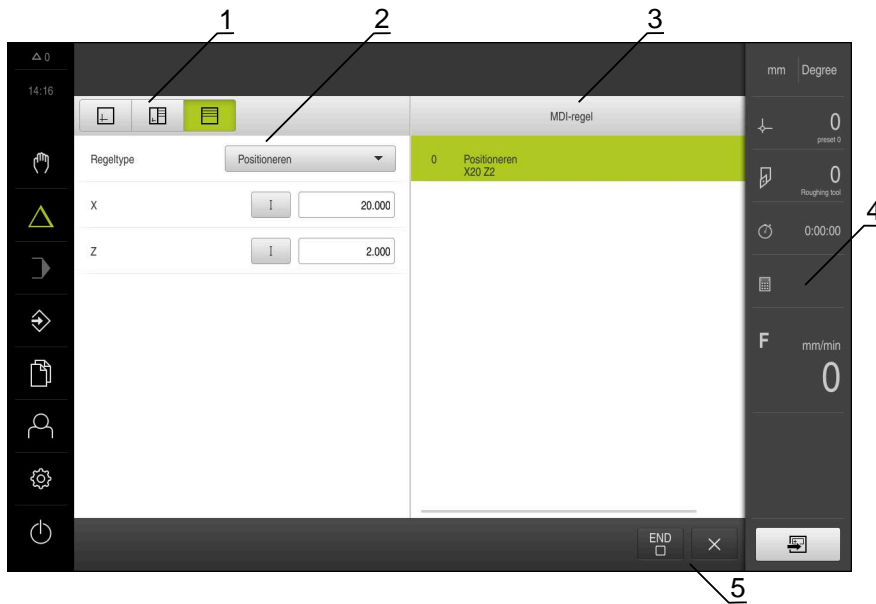 1
2
3
0
14:16
mm Degree
MDI-regel
0
preset 0
Regeltype
Positioneren
0 Positioneren
X20 Z2
0
Roughing tool
X
I
20.000
4
0:00:00
Z
I
2.000
F
mm/min
0
END
5